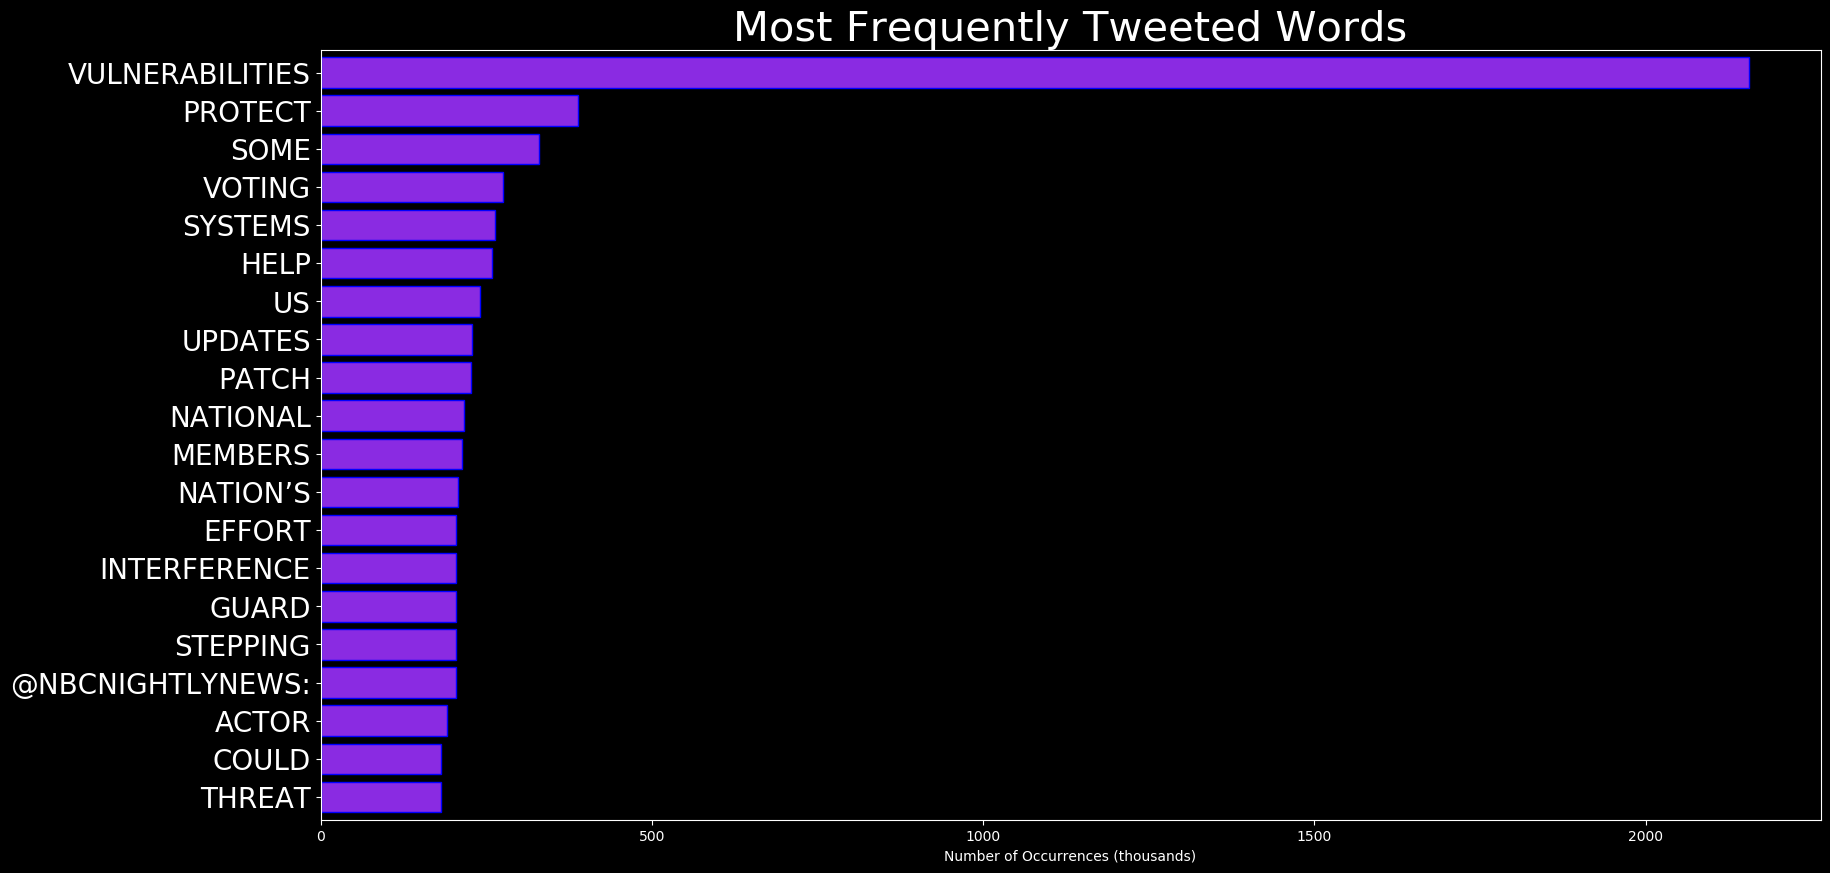 Most Frequently Tweeted Words
VULNERABILITIES
PROTECT
SOME
VOTING
SYSTEMS
HELP
US
UPDATES
PATCH
NATIONAL
MEMBERS
NATION’S
EFFORT
INTERFERENCE
GUARD
STEPPING
@NBCNIGHTLYNEWS:
ACTOR
COULD
THREAT
0 500 1000 1500 2000
Number of Occurrences (thousands)